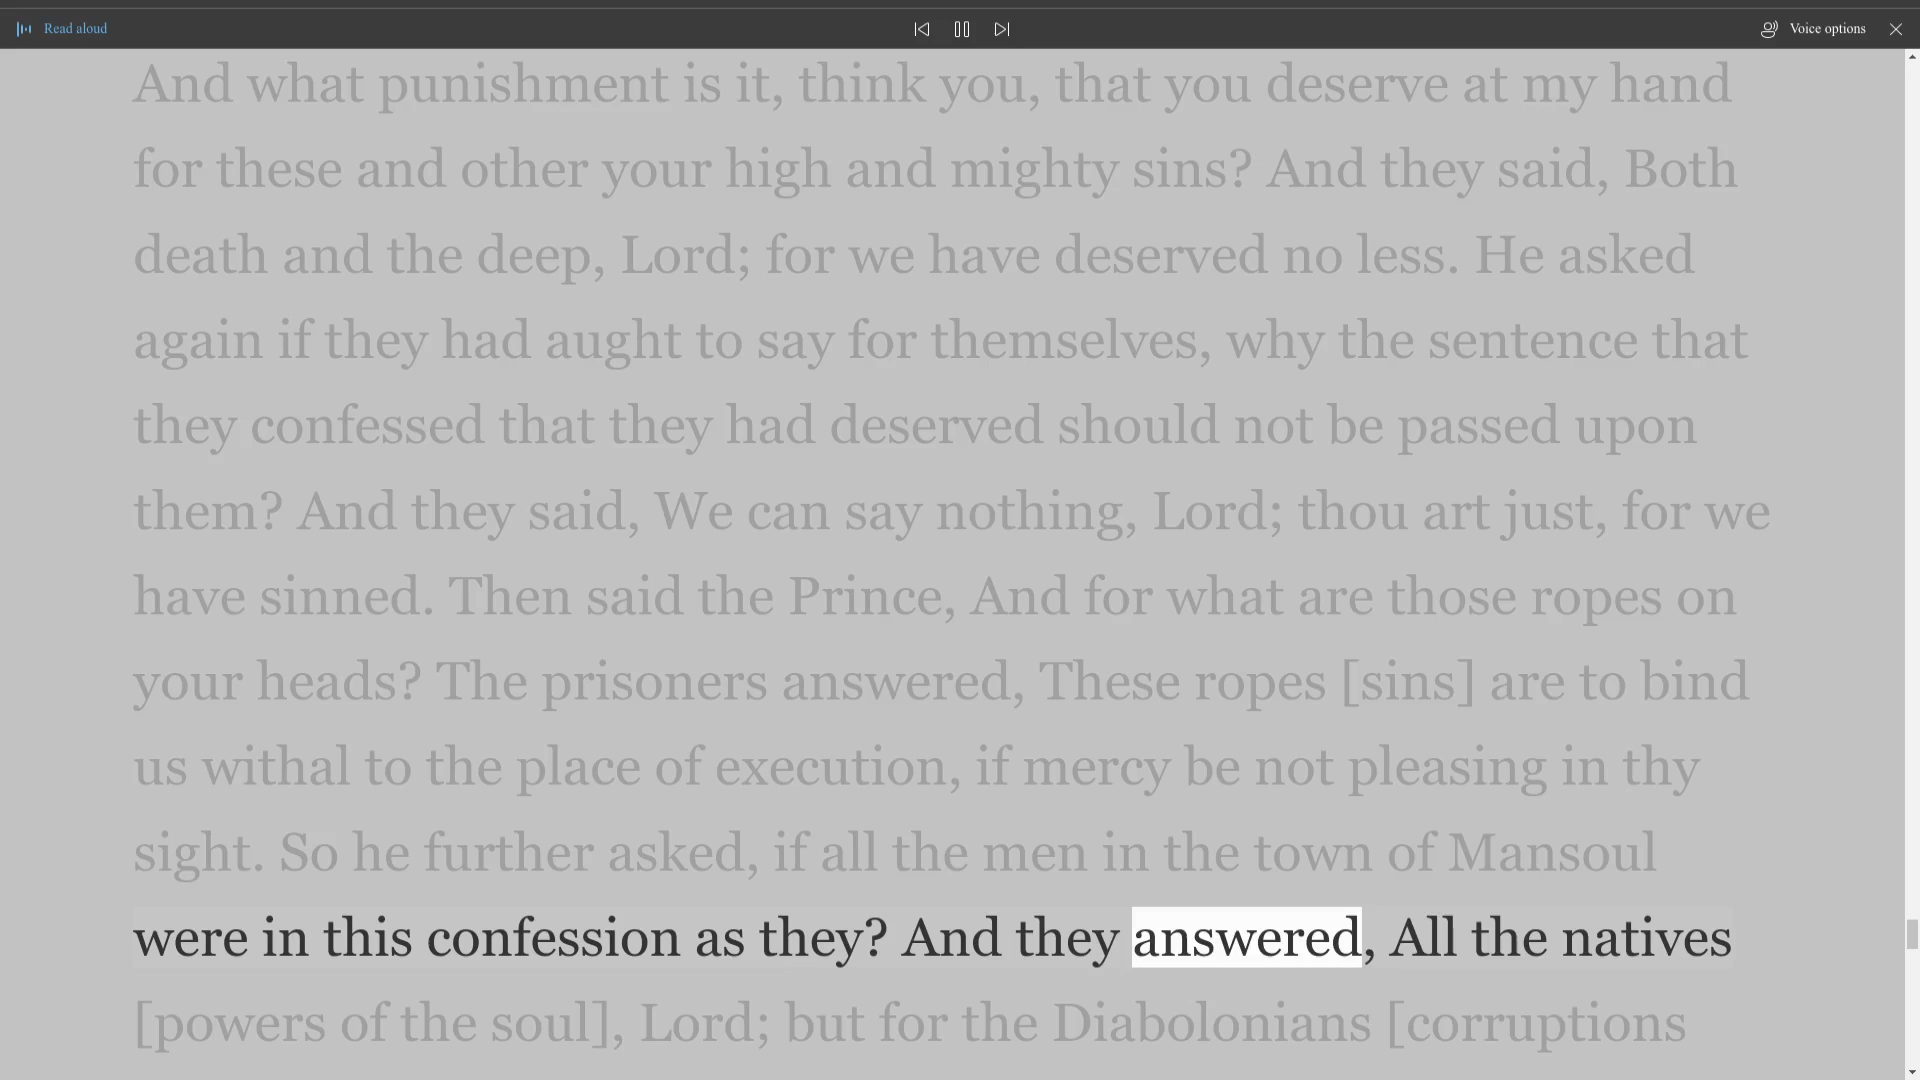 Read aloud
Voice options
And what punishment is it, think you, that you deserve at my hand
for these and other your high and mighty sins? And they said, Both
death and the deep, Lord; for we have deserved no less. He asked
again if they had aught to say for themselves, why the sentence that
they confessed that they had deserved should not be passed upon
them? And they said, We can say nothing, Lord; thou art just, for we
have sinned. Then said the Prince, And for what are those ropes on
your heads? The prisoners answered, These ropes [sins] are to bind
us withal to the place of execution, if mercy be not pleasing in thy
sight. So he further asked, if all the men in the town of Mansoul
were in this confession as they? And they answered, All the natives
[powers of the soul], Lord; but for the Diabolonians [corruptions